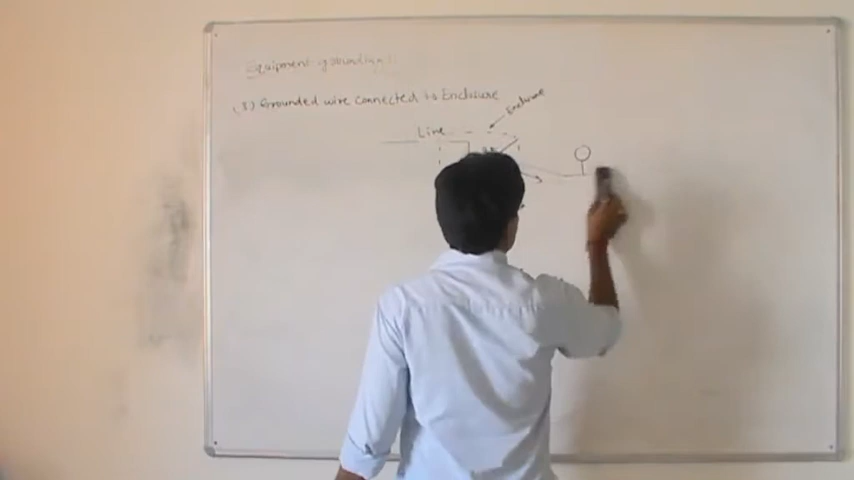 Equipment grounding
(3) Grounded wire connected to Enclosure
Enclosure
Line